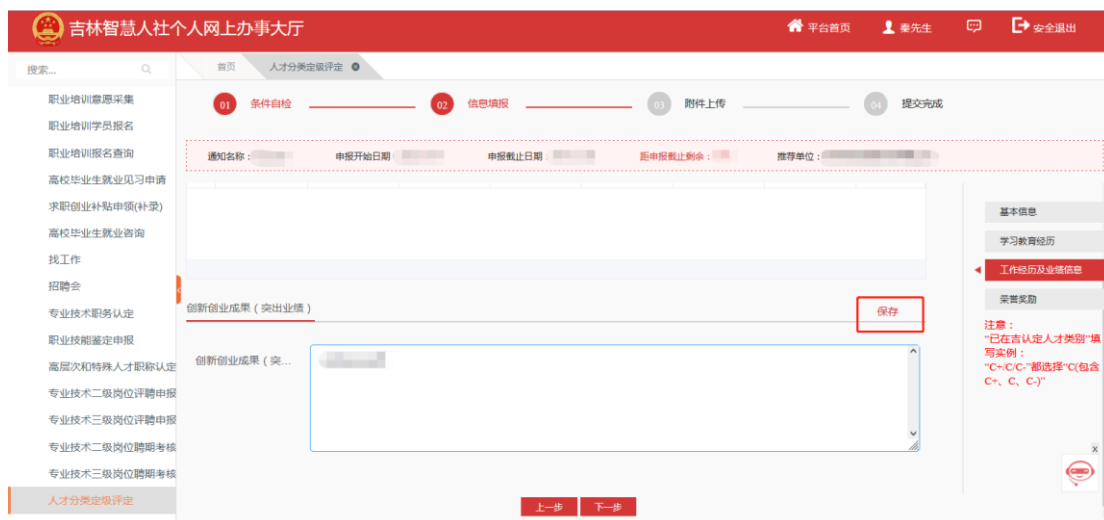 吉林智慧人社个人网上办事大厅
平台首页
秦先生
安全退出
搜索...
首页
人才分类定级评定
职业培训意愿采集
职业培训学员报名
职业培训报名查询
高校毕业生就业见习申请
求职创业补贴申领(补录)
高校毕业生就业咨询
找工作
招聘会
专业技术职务认定
职业技能鉴定申报
高层次和特殊人才职称认定
专业技术二级岗位评聘申报
专业技术三级岗位评聘申报
专业技术二级岗位聘期考核
专业技术三级岗位聘期考核
人才分类定级评定
01 条件自检
02 信息填报
03 附件上传
04 提交完成
通知名称：
申报开始日期
申报截止日期
距申报截止剩余：
推荐单位：
创新创业成果（突出业绩）
保存
创新创业成果（突...
上一步
下一步
基本信息
学习教育经历
工作经历及业绩信息
荣誉奖励
注意：
"已在吉认定人才类别"填
写实例：
"C+/C/C-"都选择"C(包含
C+、C、C-)"
x